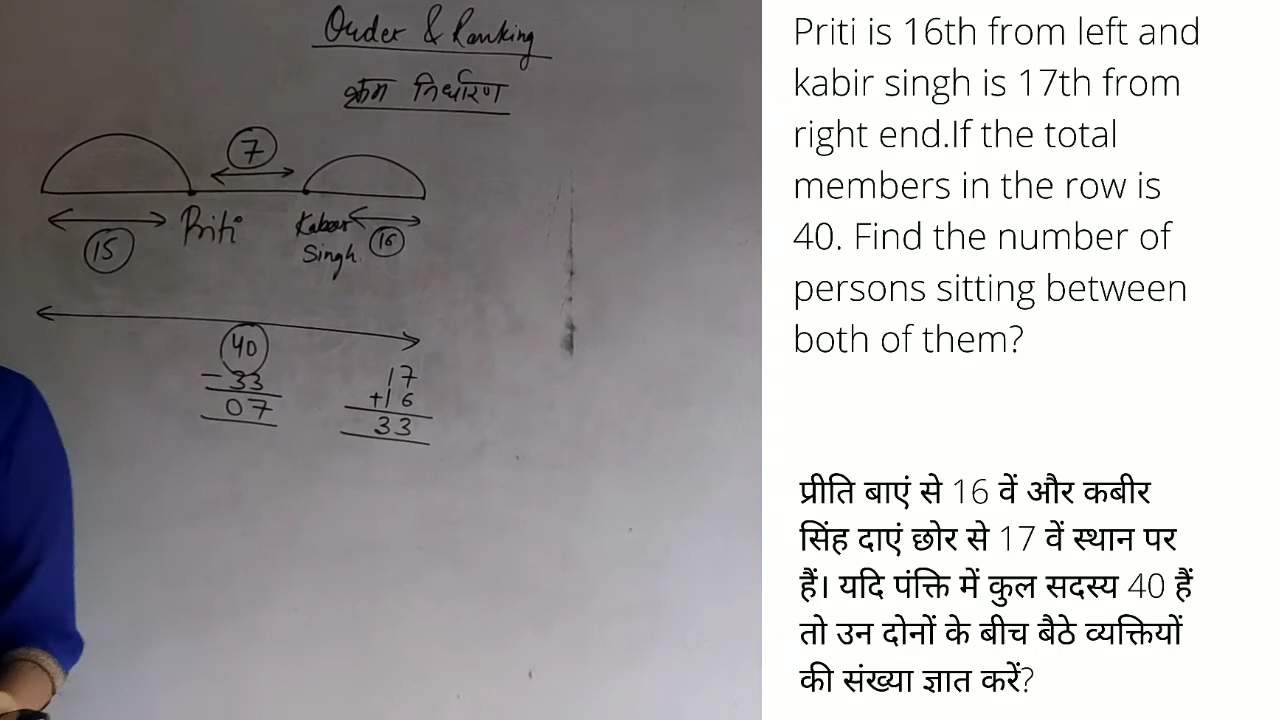 Order & Ranking
क्रम निर्धारण
7
15
Priti
Kabeer
Singh.
16
40
- 33
07
17
+16
33
Priti is 16th from left and
kabir singh is 17th from
right end.If the total
members in the row is
40. Find the number of
persons sitting between
both of them?
प्रीति बाएं से 16 वें और कबीर
सिंह दाएं छोर से 17 वें स्थान पर
हैं। यदि पंक्ति में कुल सदस्य 40 हैं
तो उन दोनों के बीच बैठे व्यक्तियों
की संख्या ज्ञात करें?